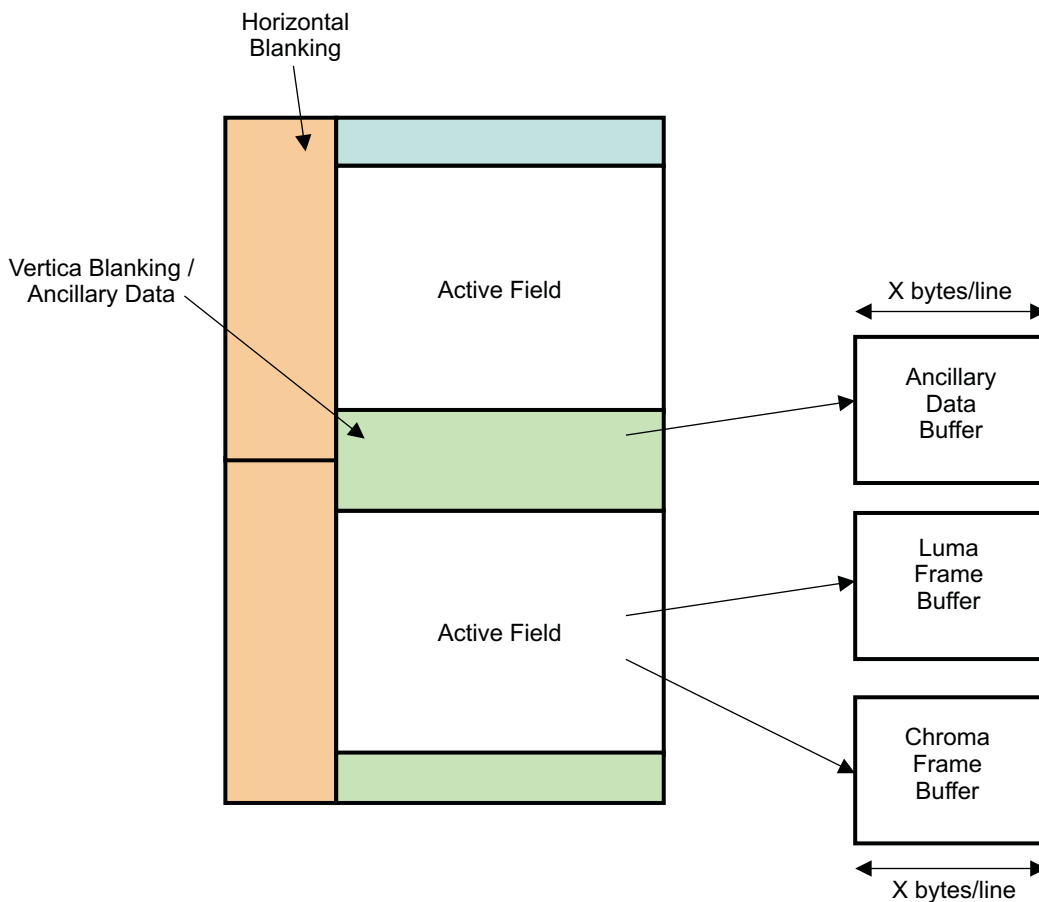 Horizontal
Blanking
Vertica Blanking /
Ancillary Data
Active Field
X bytes/line
Ancillary
Data
Buffer
Luma
Frame
Buffer
Active Field
Chroma
Frame
Buffer
X bytes/line